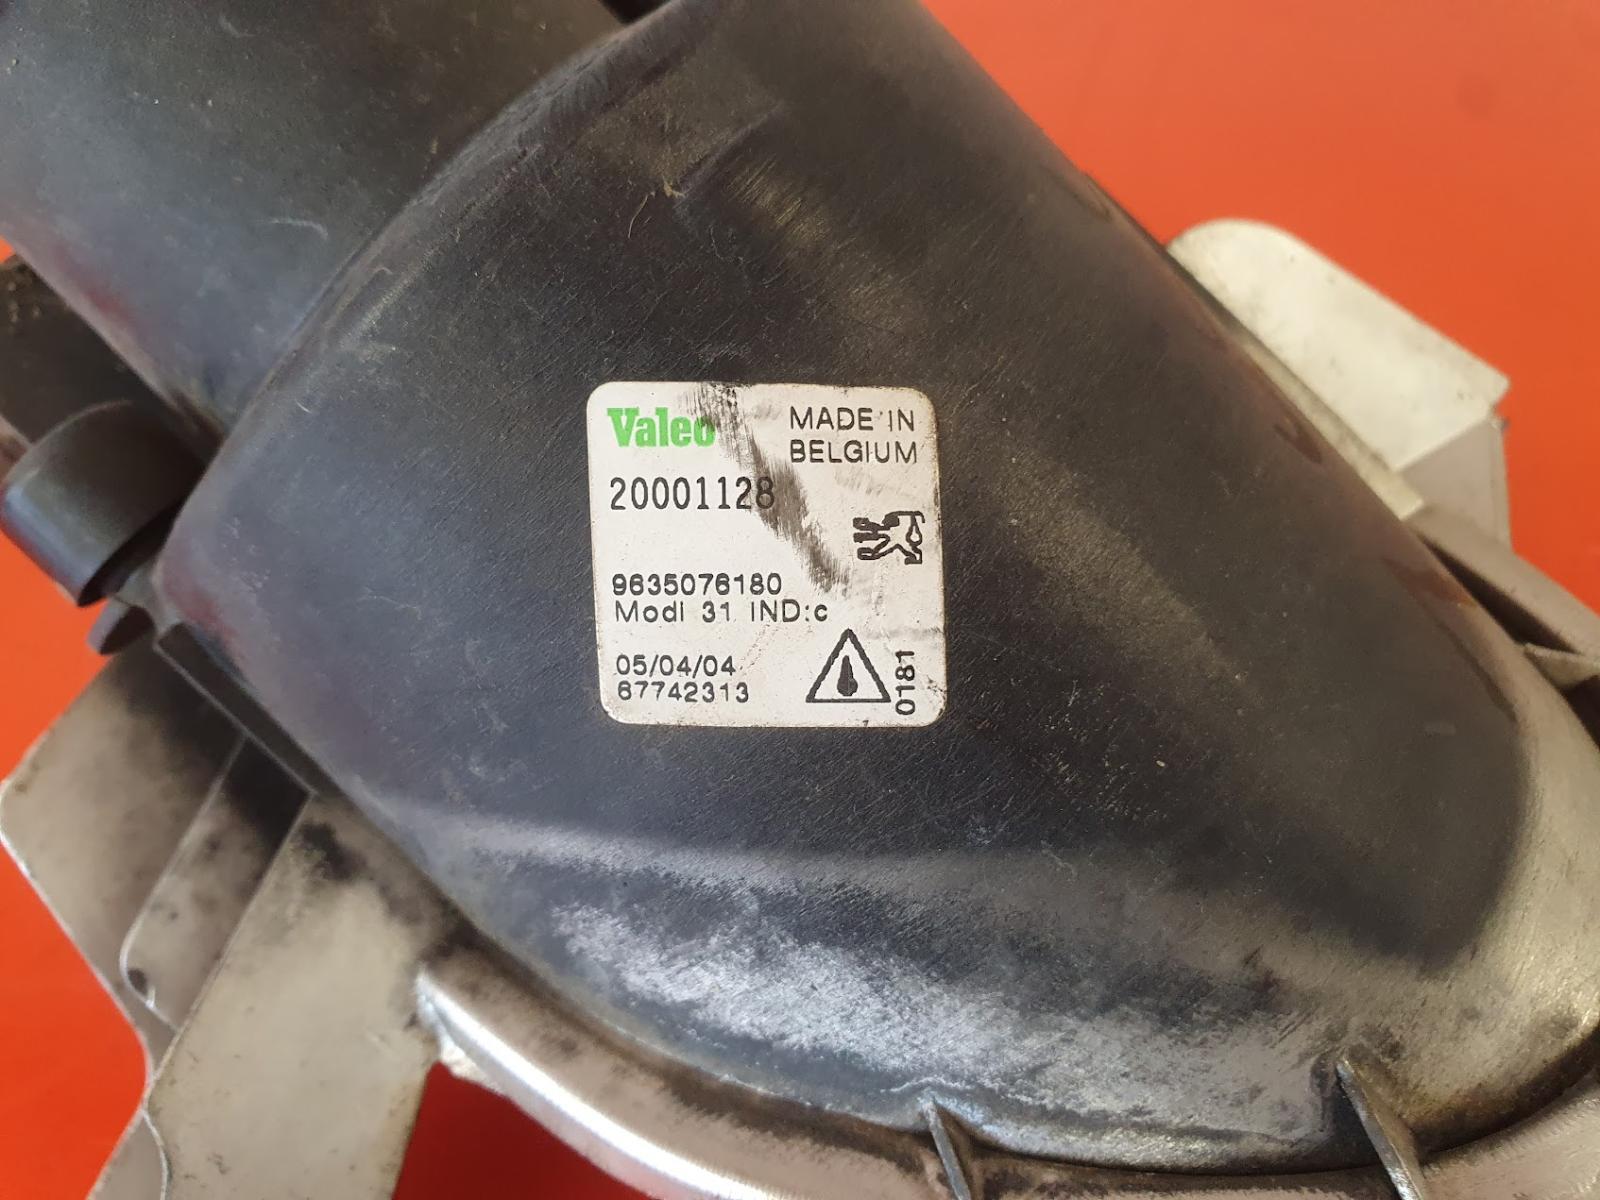 Valeo
MADE IN
BELGIUM
20001128
9635076180
Modl 31 IND:c
05/04/04
67742313
0181